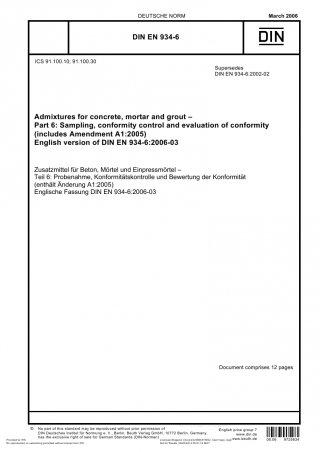 DEUTSCHE NORM
March 2006
DIN EN 934-6
DIN
ICS 91.100.10; 91.100.30
Supersedes
DIN EN 934-6:2002-02
Admixtures for concrete, mortar and grout –
Part 6: Sampling, conformity control and evaluation of conformity
(includes Amendment A1:2005)
English version of DIN EN 934-6:2006-03
Zusatzmittel für Beton, Mörtel und Einpressmörtel –
Teil 6: Probenahme, Konformitätskontrolle und Bewertung der Konformität
(enthält Änderung A1:2005)
Englische Fassung DIN EN 934-6:2006-03
Document comprises 12 pages
© No part of this standard may be reproduced without prior permission of
DIN Deutsches Institut für Normung e. V., Berlin. Beuth Verlag GmbH, 10772 Berlin, Germany,
has the exclusive right of sale for German Standards (DIN-Normen).
English price group 7
www.din.de
www.beuth.de